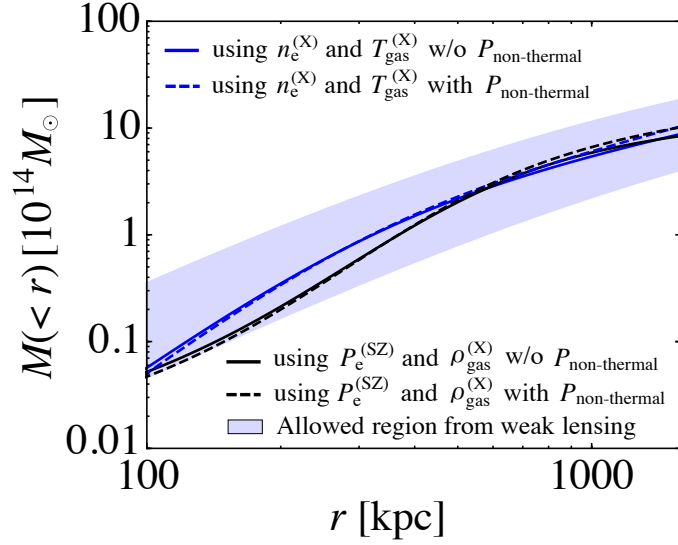 100
using n_e^(X) and T_gas^(X) w/o P_non-thermal
using n_e^(X) and T_gas^(X) with P_non-thermal
10
1
0.1
0.01
M(< r) [10^14 M_⊙]
using P_e^(SZ) and ρ_gas^(X) w/o P_non-thermal
using P_e^(SZ) and ρ_gas^(X) with P_non-thermal
Allowed region from weak lensing
100
1000
r [kpc]